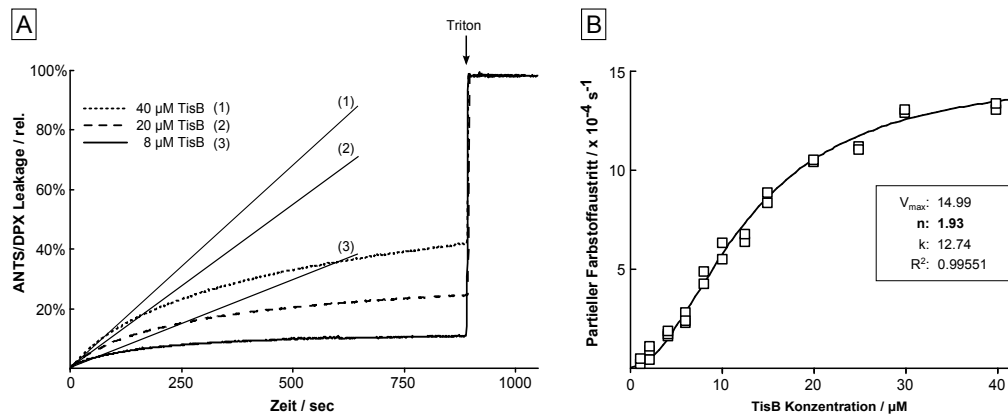 A
Triton
100%
80%
60%
40%
20%
ANTS/DPX Leakage / rel.
40 µM TisB (1)
20 µM TisB (2)
8 µM TisB (3)
(1)
(2)
(3)
0 250 500 750 1000
Zeit / sec
B
15
10
5
Partieller Farbstoffaustritt / x 10⁻⁴ s⁻¹
Vmax: 14.99
n: 1.93
k: 12.74
R²: 0.99551
0 10 20 30 40
TisB Konzentration / µM